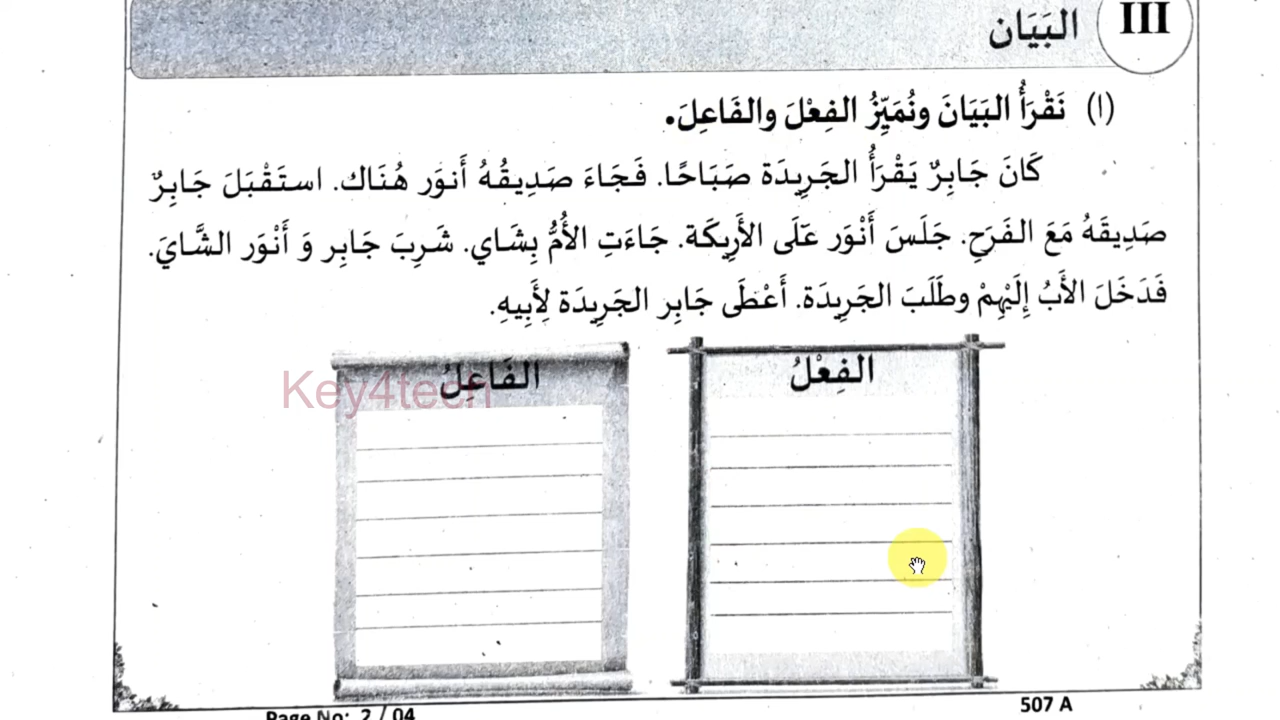 III
البَيَان
(١) نَقْرَأُ البَيَانَ ونُمَيِّزُ الفِعْلَ والفَاعِلَ.
كَانَ جَابِرٌ يَقْرَأُ الجَرِيدَة صَبَاحًا. فَجَاءَ صَدِيقُهُ أَنوَر هُنَاك. استَقْبَلَ جَابِرٌ
صَدِيقَهُ مَعَ الفَرَحِ. جَلَسَ أَنْوَر عَلَى الأَرِيكَة. جَاءَتِ الأُمُّ بِشَاي. شَرِبَ جَابِر وَ أَنْوَر الشَّايَ.
فَدَخَلَ الأَبُ إِلَيْهِمْ وطَلَبَ الجَرِيدَة. أَعْطَى جَابِر الجَرِيدَة لِأَبِيهِ.
الفِعْلُ
الفَاعِلُ
Key4tech
507 A
Page No: 2 / 04